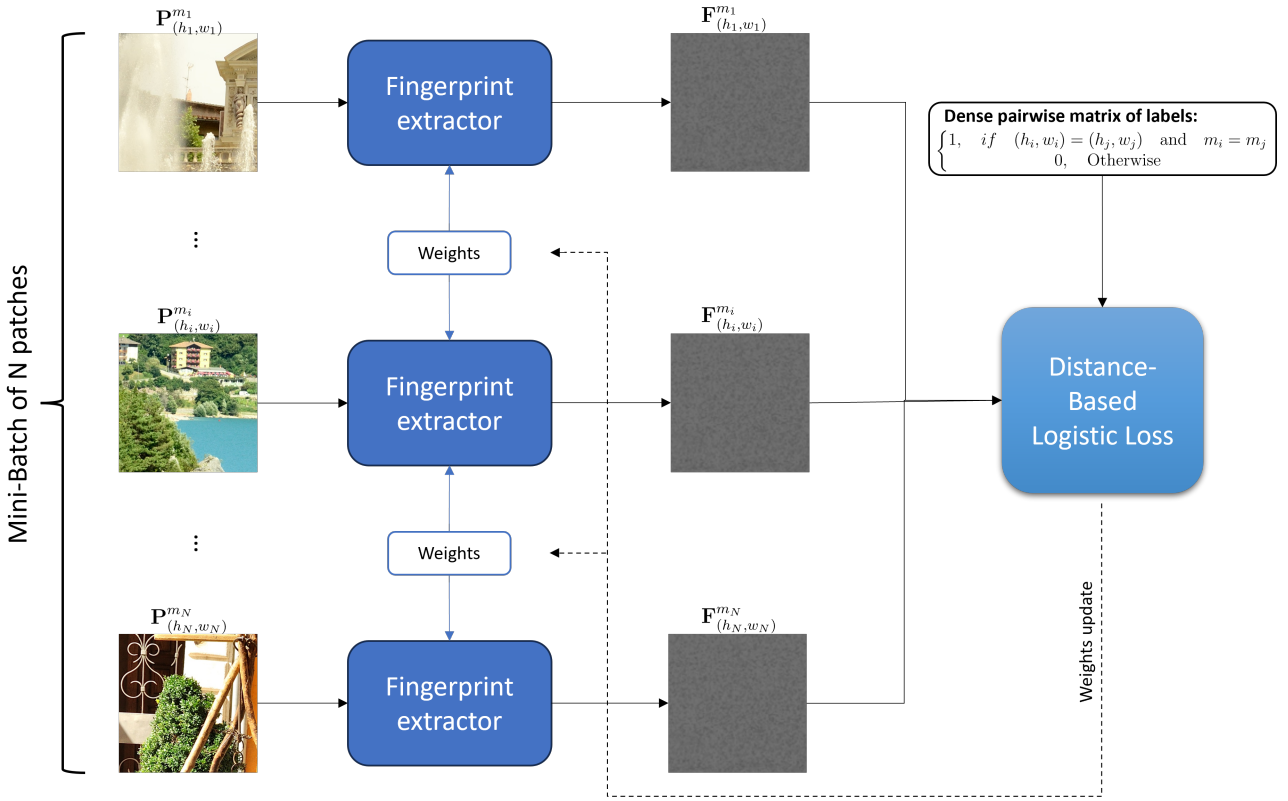 Mini-Batch of N patches
P^{m_1}_{(h_1,w_1)}
Fingerprint
extractor
F^{m_1}_{(h_1,w_1)}
Dense pairwise matrix of labels:
{1, if (h_i, w_i) = (h_j, w_j) and m_i = m_j
0, Otherwise
⋮
Weights
P^{m_i}_{(h_i,w_i)}
Fingerprint
extractor
F^{m_i}_{(h_i,w_i)}
Distance-
Based
Logistic Loss
⋮
Weights
P^{m_N}_{(h_N,w_N)}
Fingerprint
extractor
F^{m_N}_{(h_N,w_N)}
Weights update